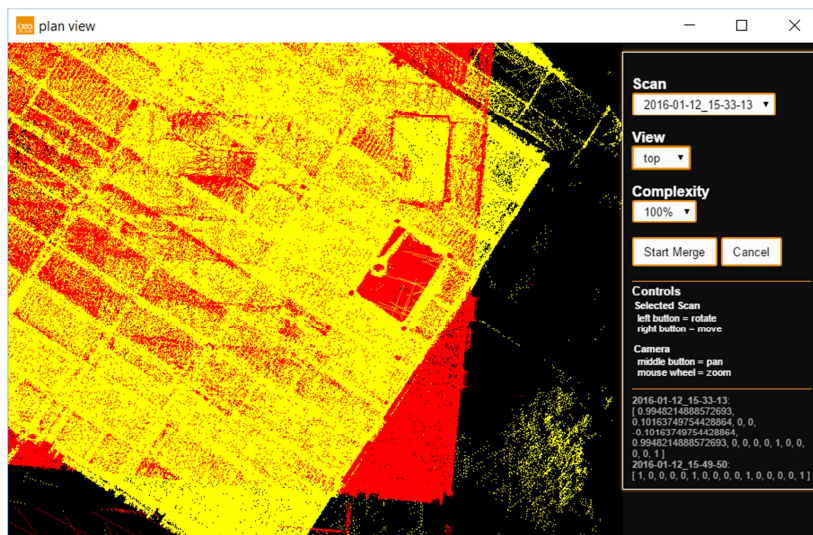 plan view
Scan
2016-01-12_15-33-13
View
top
Complexity
100%
Start Merge Cancel
Controls
Selected Scan
left button = rotate
right button = move
Camera
middle button = pan
mouse wheel = zoom
2016-01-12_15-33-13:
[ 0.9948214888572693,
0.10163749754428864, 0, 0,
-0.10163749754428864,
0.9948214888572693, 0, 0, 0, 0, 1, 0, 0,
0, 0, 1 ]
2016-01-12_15-49-50:
[ 1, 0, 0, 0, 0, 1, 0, 0, 0, 0, 1, 0, 0, 0, 0, 1 ]